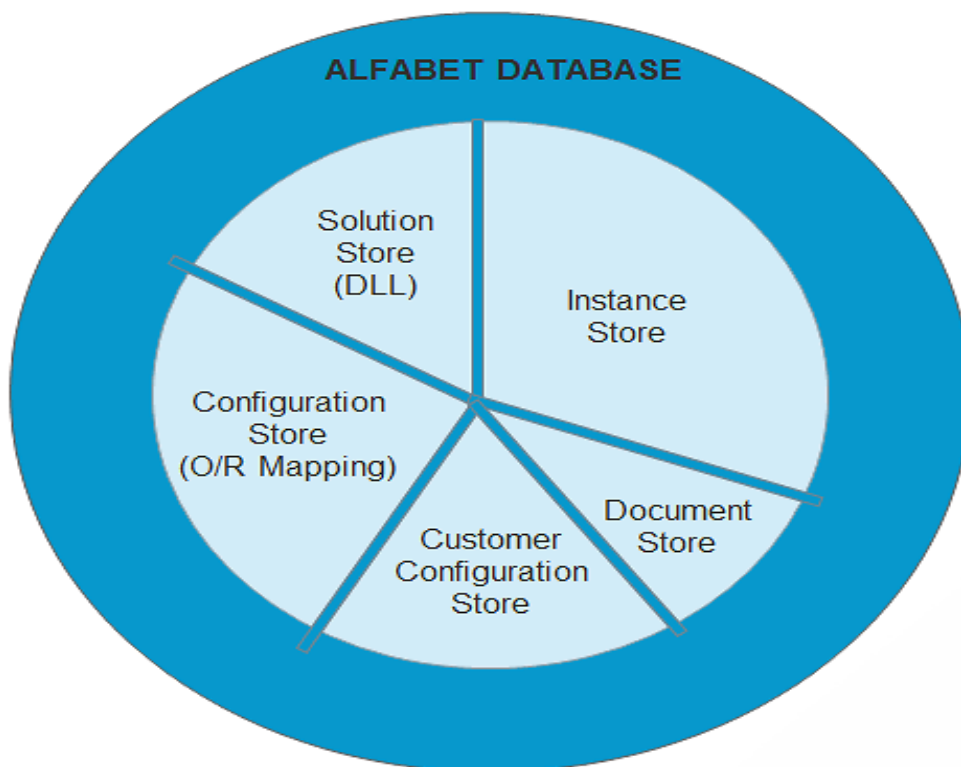 ALFABET DATABASE
Solution
Store
(DLL)
Instance
Store
Configuration
Store
(O/R Mapping)
Document
Store
Customer
Configuration
Store